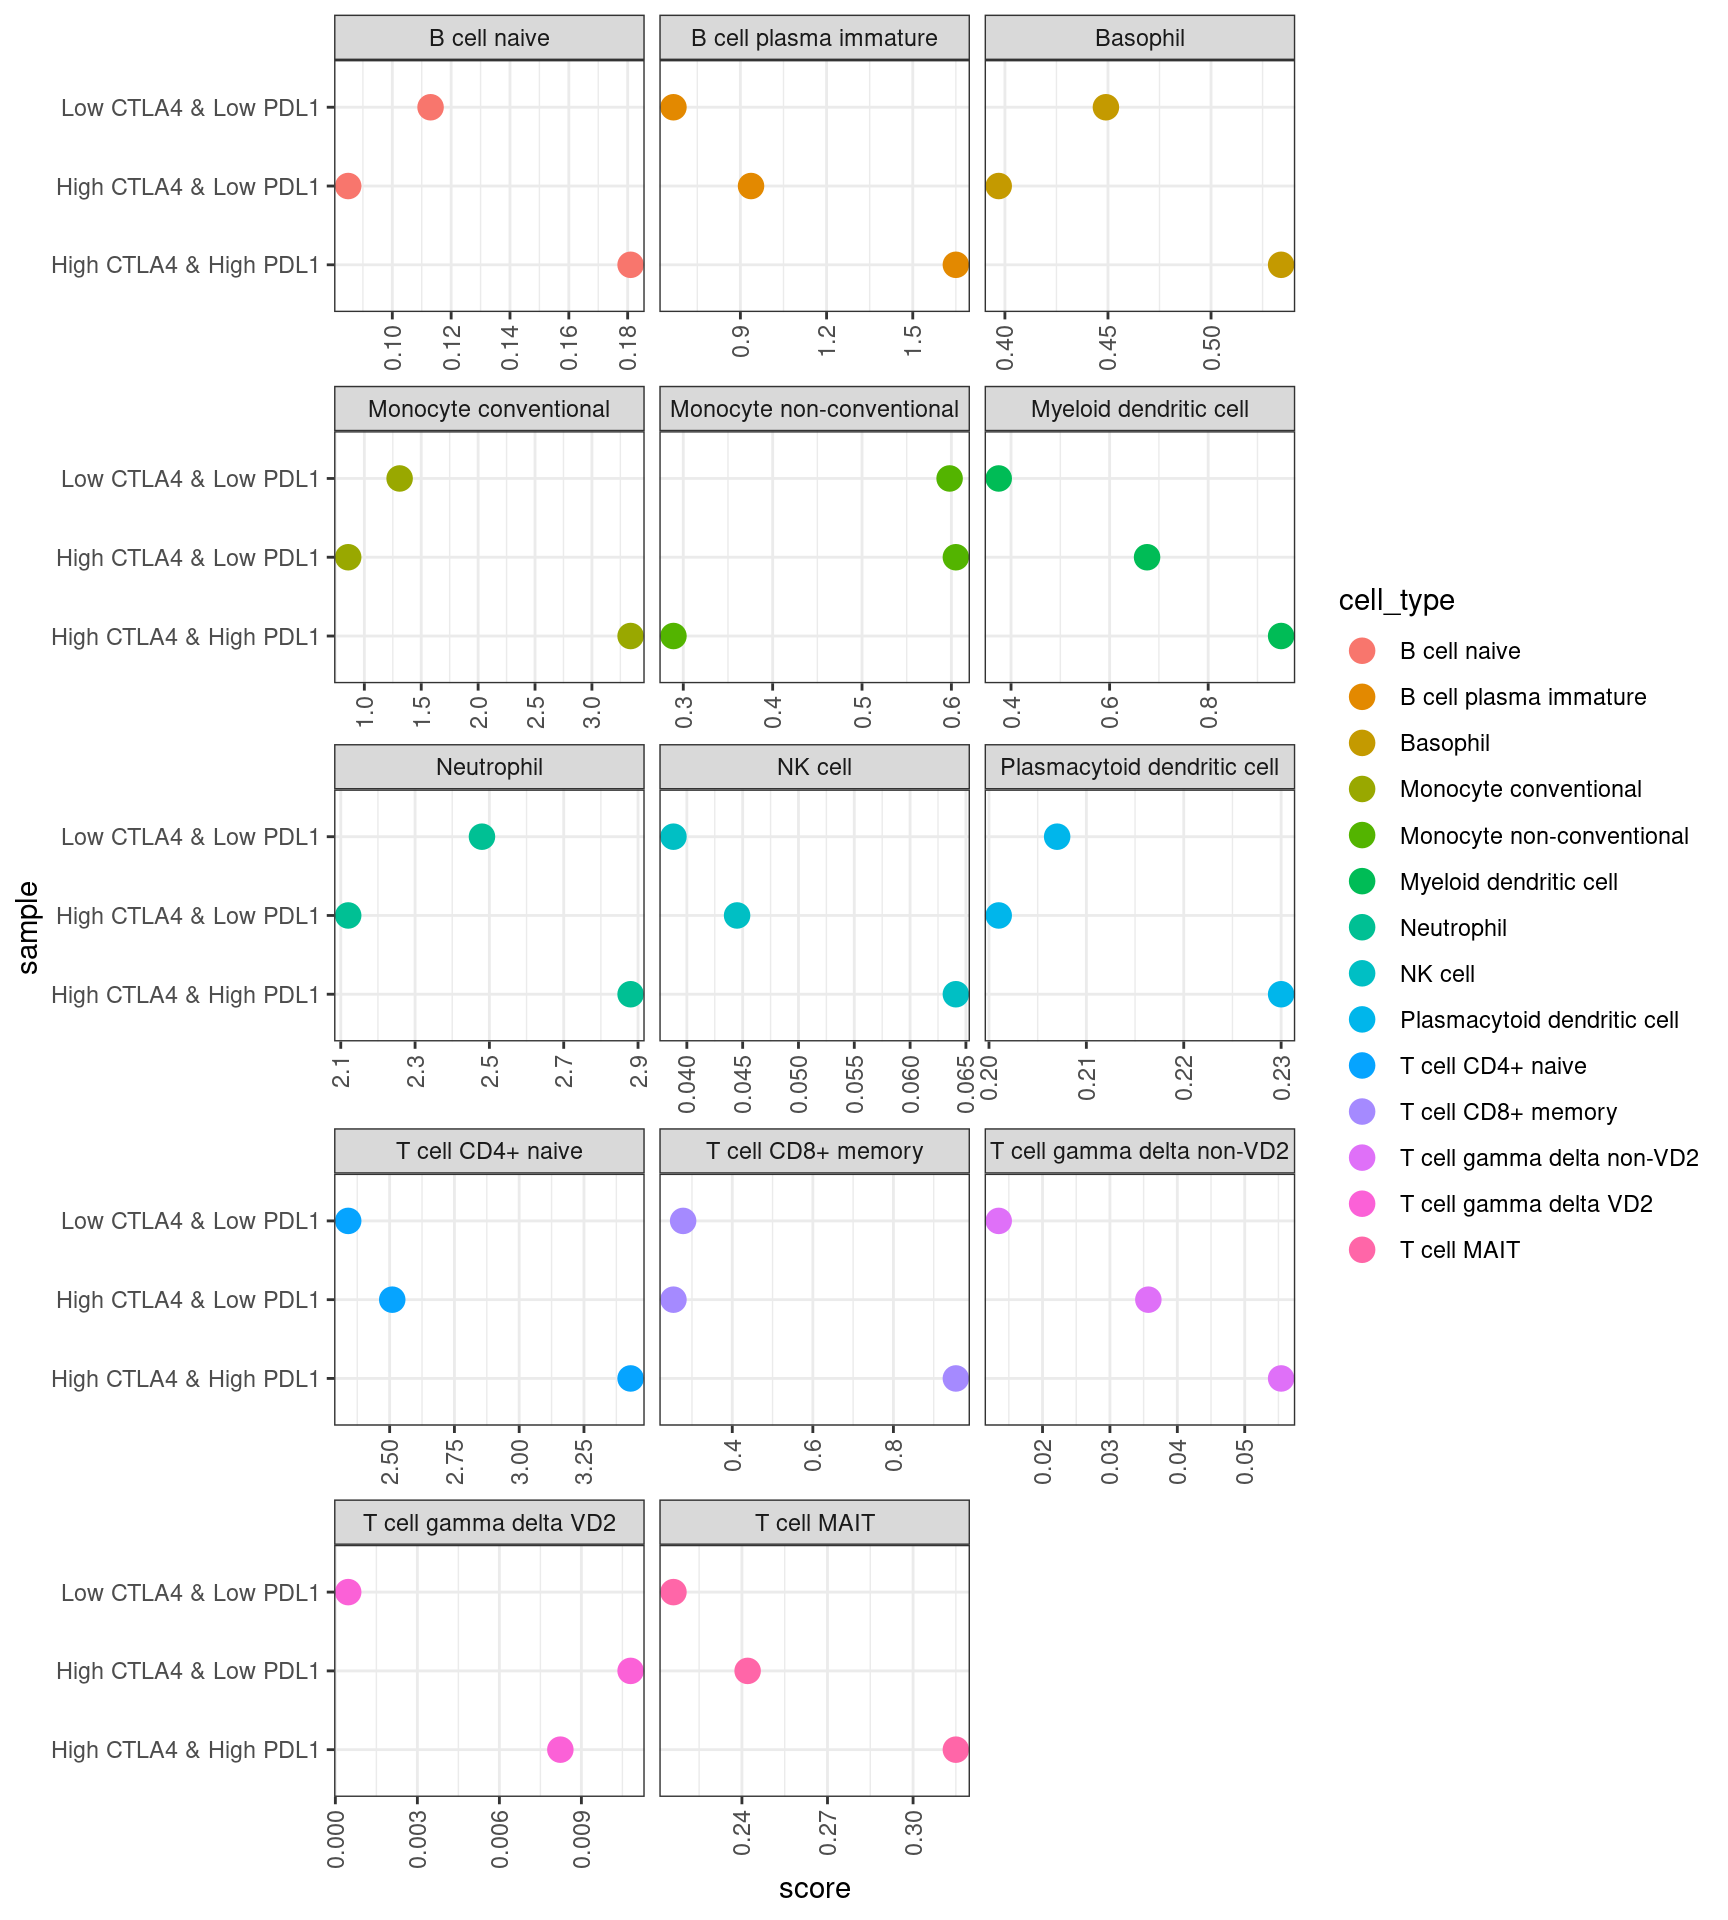 B cell naive B cell plasma immature Basophil
Low CTLA4 & Low PDL1
High CTLA4 & Low PDL1
High CTLA4 & High PDL1
0.10 0.12 0.14 0.16 0.18 0.9 1.2 1.5 0.40 0.45 0.50
Monocyte conventional Monocyte non-conventional Myeloid dendritic cell
Low CTLA4 & Low PDL1
High CTLA4 & Low PDL1
High CTLA4 & High PDL1
1.0 1.5 2.0 2.5 3.0 0.3 0.4 0.5 0.6 0.4 0.6 0.8
Neutrophil NK cell Plasmacytoid dendritic cell
Low CTLA4 & Low PDL1
High CTLA4 & Low PDL1
High CTLA4 & High PDL1
2.1 2.3 2.5 2.7 2.9 0.040 0.045 0.050 0.055 0.060 0.065 0.20 0.21 0.22 0.23
T cell CD4+ naive T cell CD8+ memory T cell gamma delta non-VD2
Low CTLA4 & Low PDL1
High CTLA4 & Low PDL1
High CTLA4 & High PDL1
2.50 2.75 3.00 3.25 0.4 0.6 0.8 0.02 0.03 0.04 0.05
T cell gamma delta VD2 T cell MAIT
Low CTLA4 & Low PDL1
High CTLA4 & Low PDL1
High CTLA4 & High PDL1
0.000 0.003 0.006 0.009 0.24 0.27 0.30
score
sample
cell_type
B cell naive
B cell plasma immature
Basophil
Monocyte conventional
Monocyte non-conventional
Myeloid dendritic cell
Neutrophil
NK cell
Plasmacytoid dendritic cell
T cell CD4+ naive
T cell CD8+ memory
T cell gamma delta non-VD2
T cell gamma delta VD2
T cell MAIT